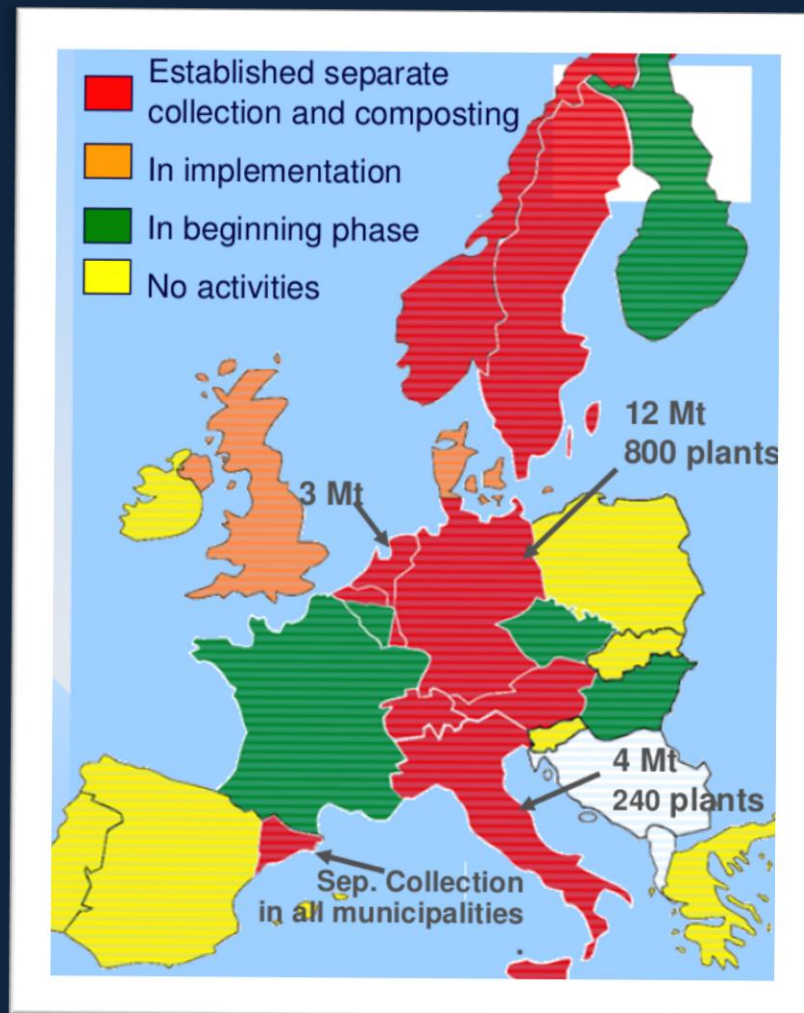 Established separate
collection and composting
In implementation
In beginning phase
No activities
12 Mt
800 plants
3 Mt
4 Mt
240 plants
Sep. Collection
in all municipalities